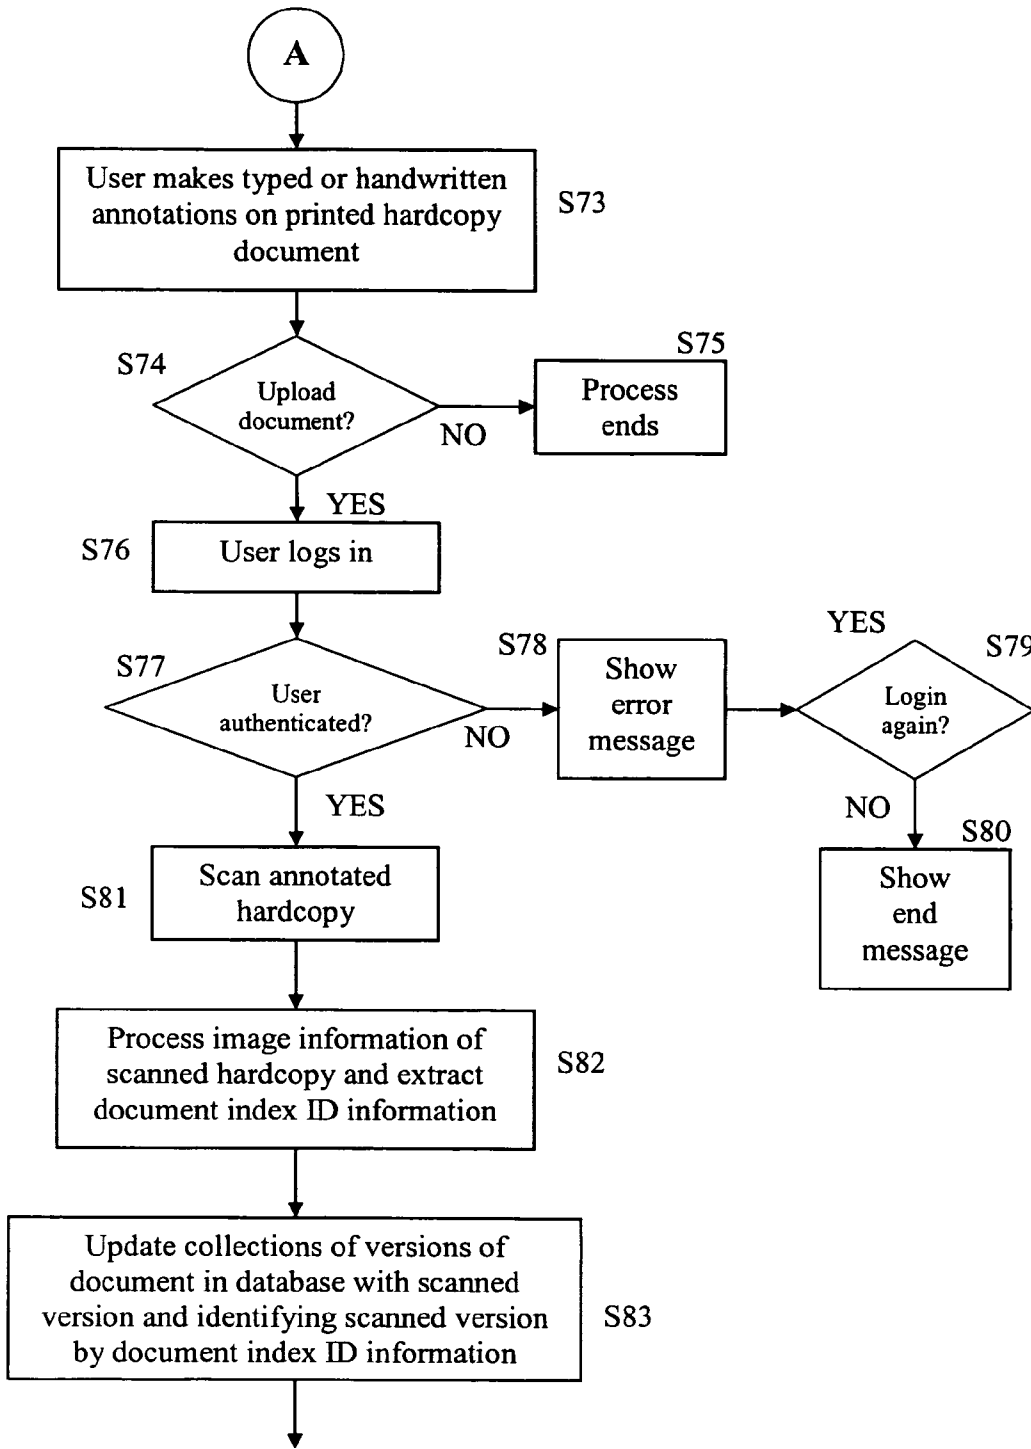 A
User makes typed or handwritten
annotations on printed hardcopy
document
S73
S74
Upload
document?
NO
S75
Process
ends
YES
S76
User logs in
S77
User
authenticated?
NO
S78
Show
error
message
YES
S79
Login
again?
NO
S80
Show
end
message
YES
S81
Scan annotated
hardcopy
Process image information of
scanned hardcopy and extract
document index ID information
S82
Update collections of versions of
document in database with scanned
version and identifying scanned version
by document index ID information
S83